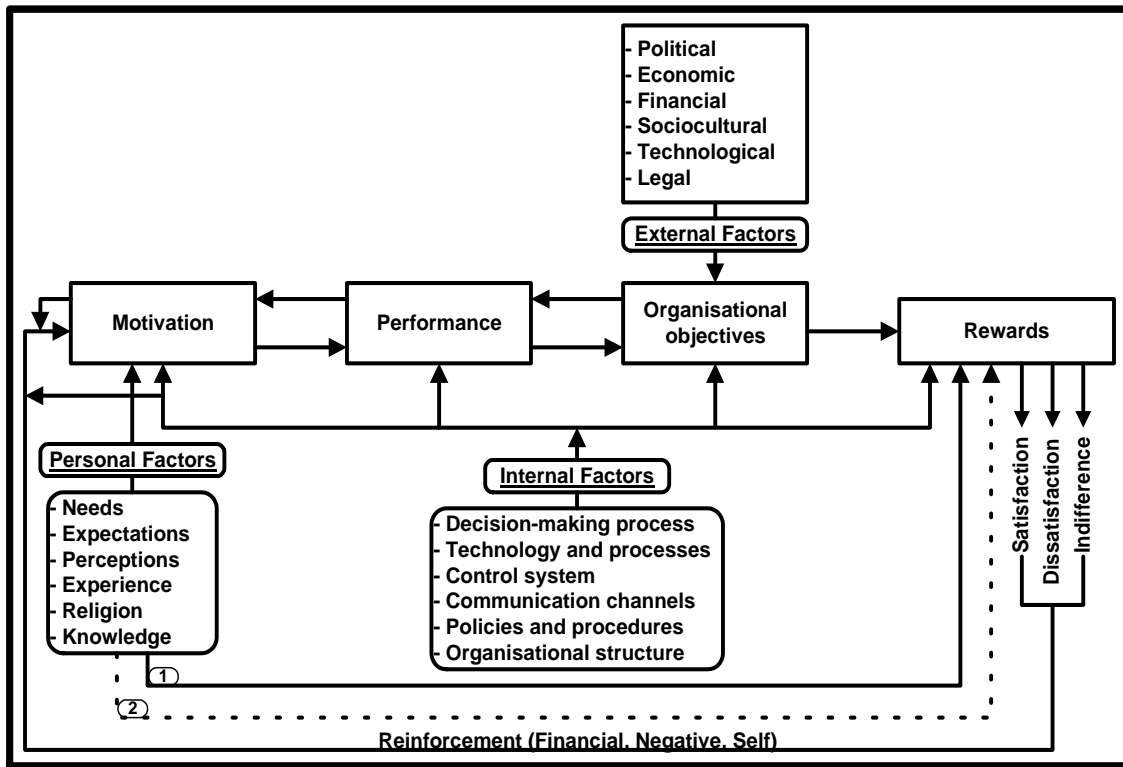 - Political
- Economic
- Financial
- Sociocultural
- Technological
- Legal
External Factors
Motivation
Performance
Organisational
objectives
Rewards
Personal Factors
- Needs
- Expectations
- Perceptions
- Experience
- Religion
- Knowledge
Internal Factors
- Decision-making process
- Technology and processes
- Control system
- Communication channels
- Policies and procedures
- Organisational structure
Satisfaction
Dissatisfaction
Indifference
1
2
Reinforcement (Financial, Negative, Self)